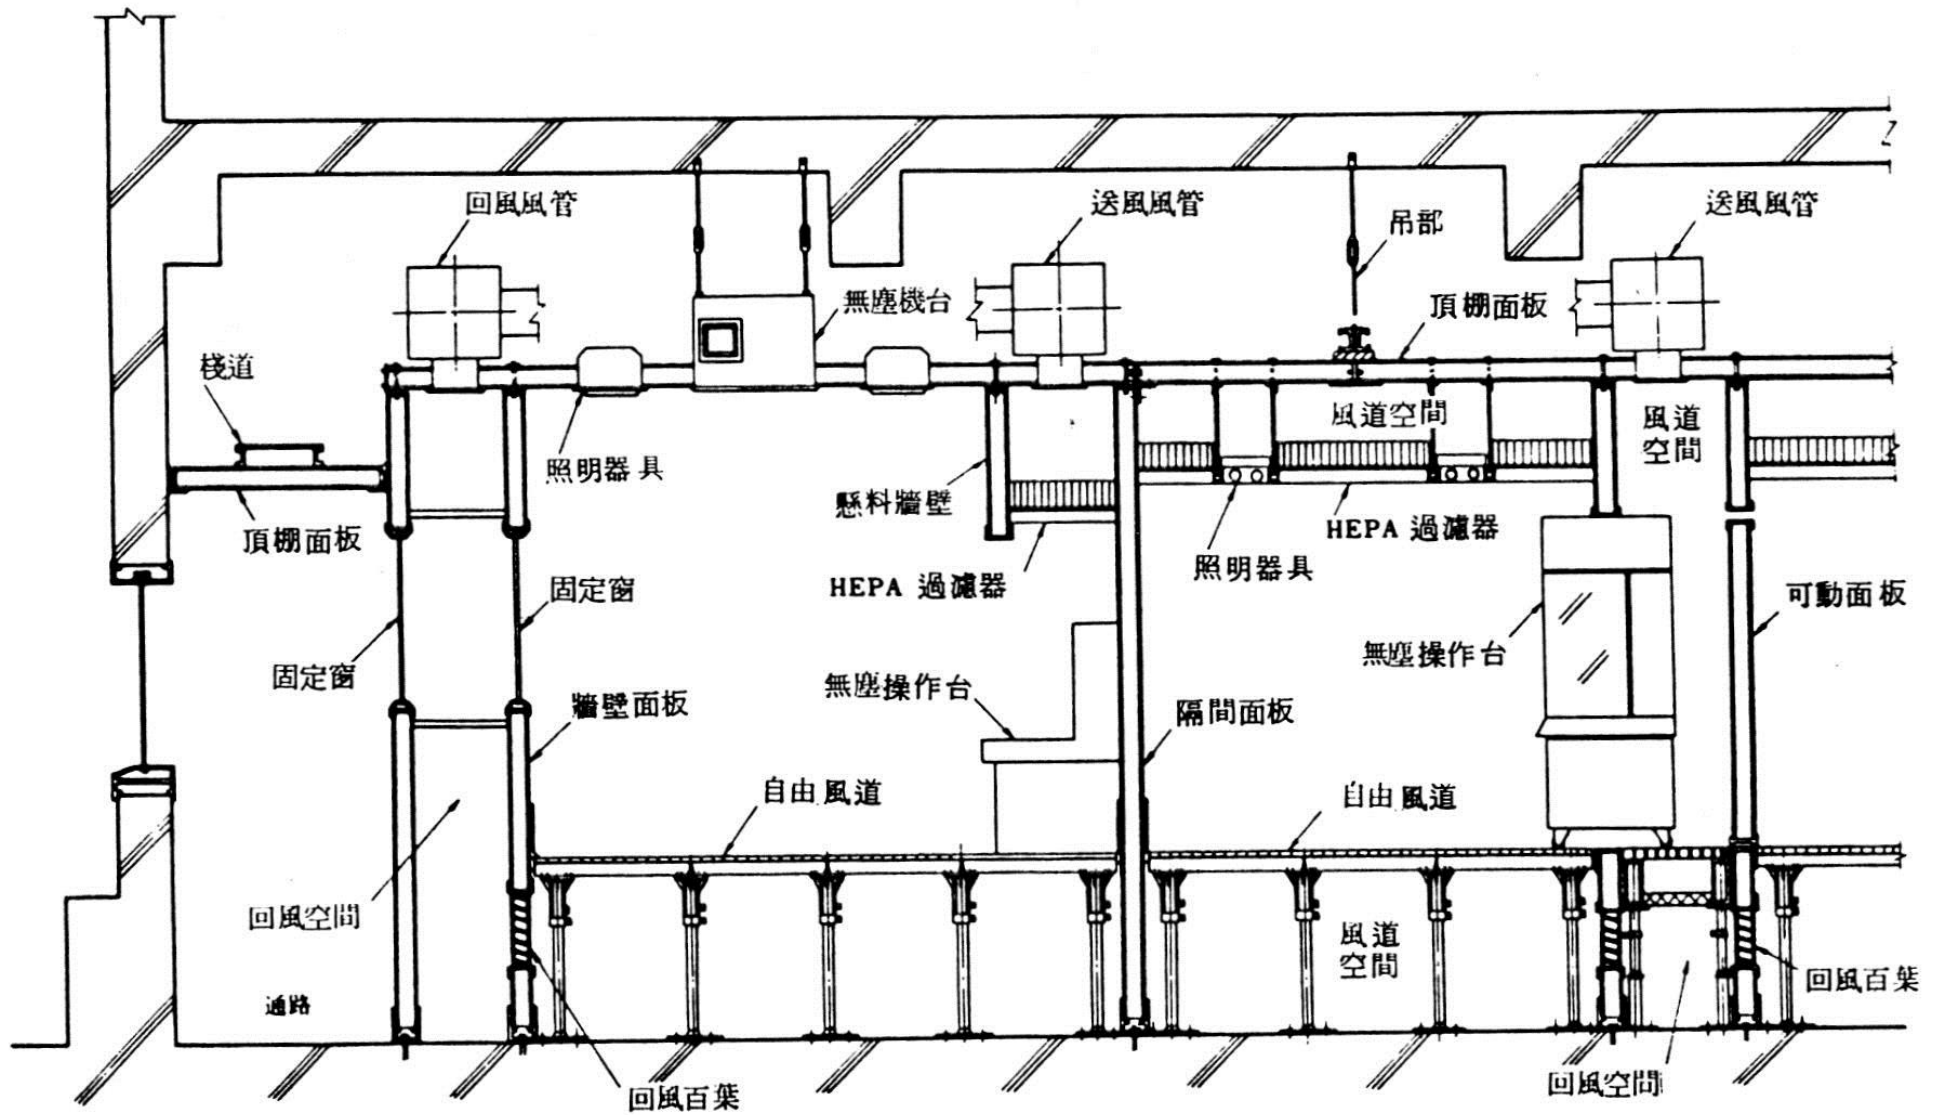 回風風管
送風風管
吊部
送風風管
無塵機台
頂棚面板
棧道
風道空間
風道
空間
照明器具
懸料牆壁
頂棚面板
HEPA 過濾器
照明器具
HEPA 過濾器
固定窗
可動面板
固定窗
無塵操作台
無塵操作台
牆壁面板
隔間面板
自由風道
自由風道
回風空間
風道
空間
回風百葉
通路
回風百葉
回風空間